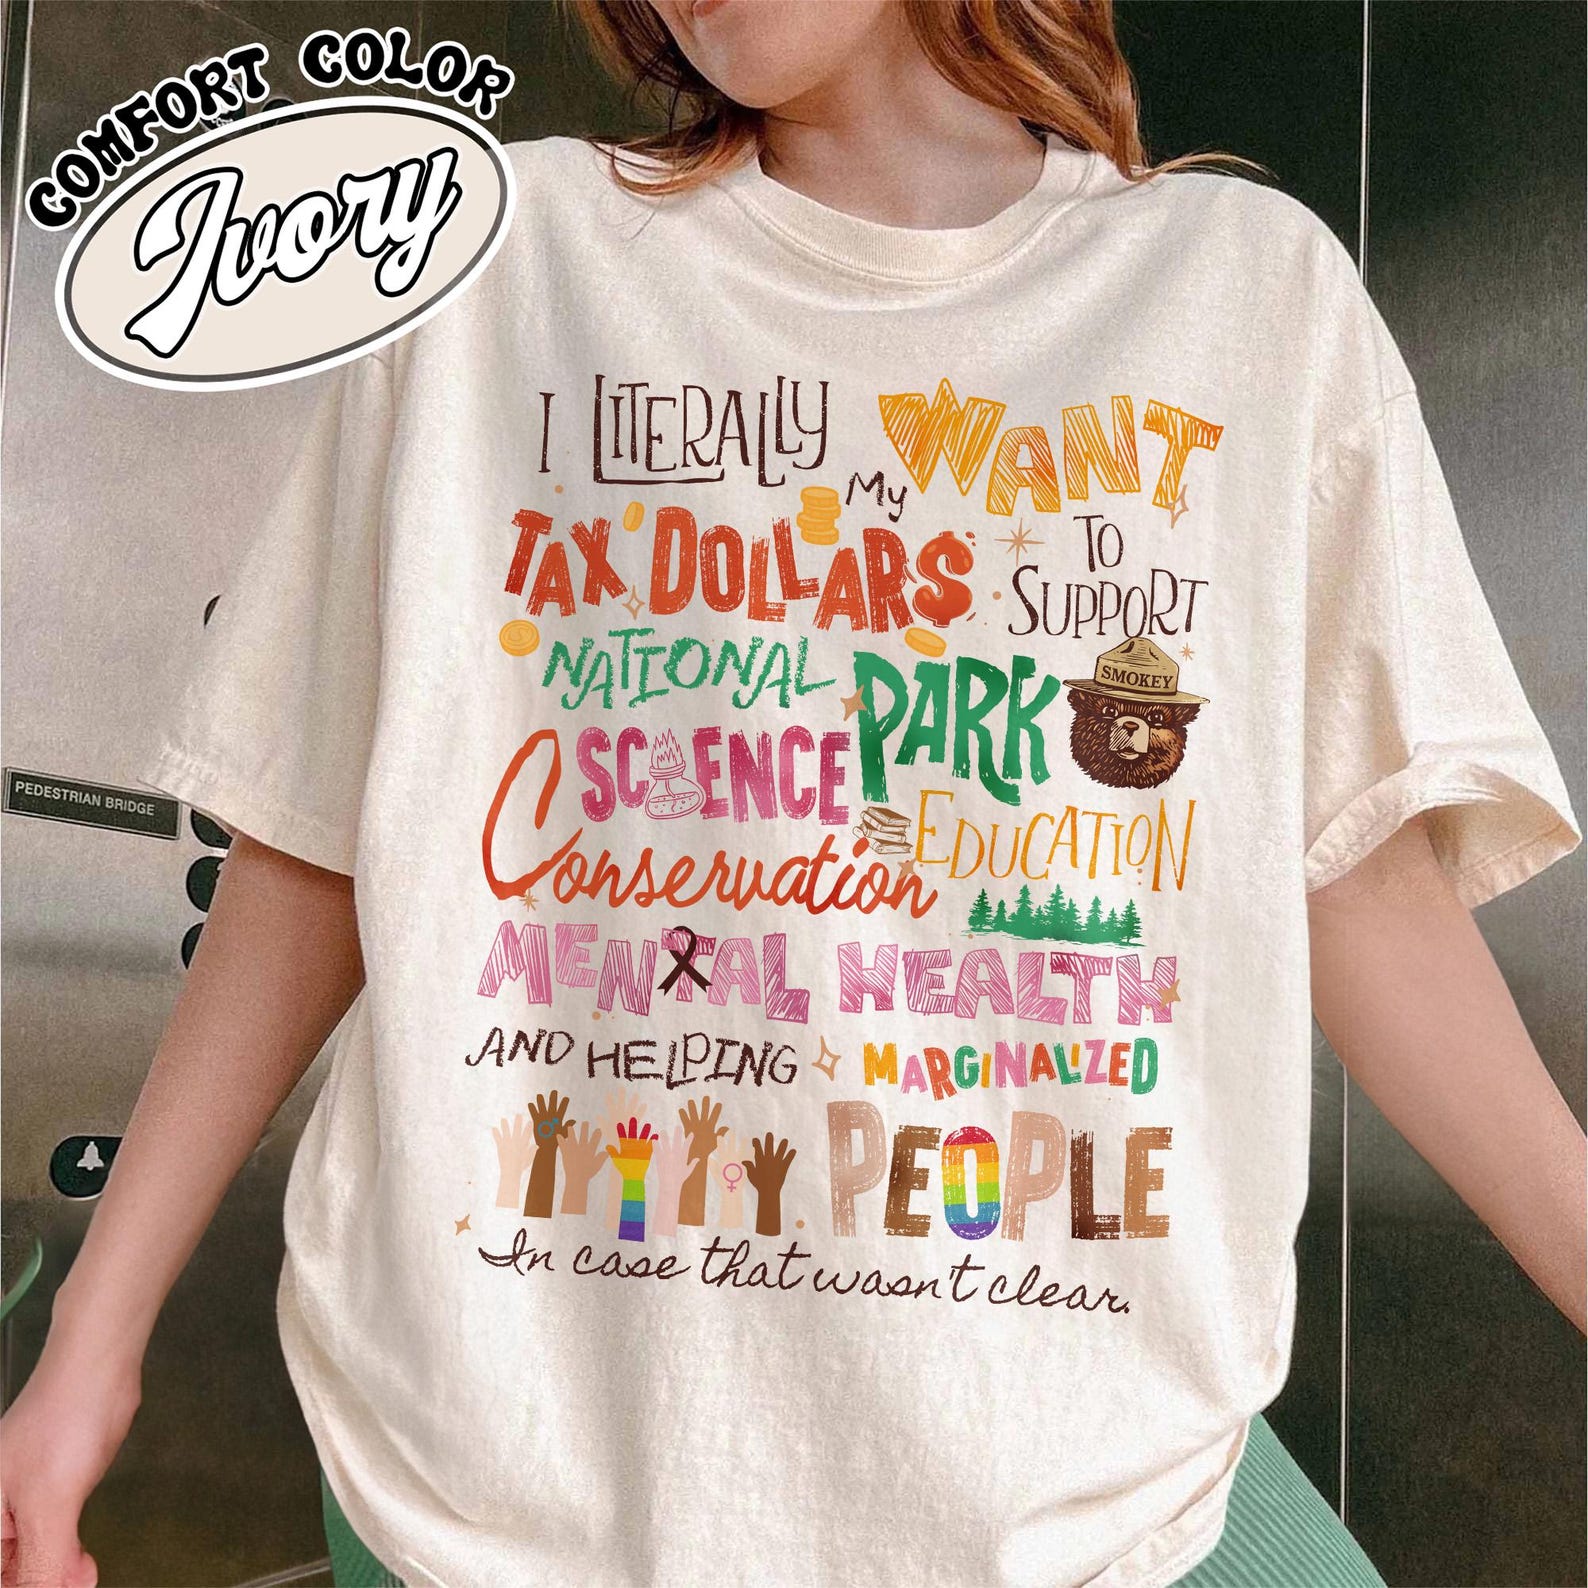 COMFORT COLOR
Ivory
PEDESTRIAN BRIDGE
I LITERALLY WANT
MY
TAX DOLLARS TO
SUPPORT
NATIONAL PARK
SMOKEY
SCIENCE
EDUCATION
Conservation
MENTAL HEALTH
AND HELPING MARGINALIZED
PEOPLE
In case that wasn't clear.